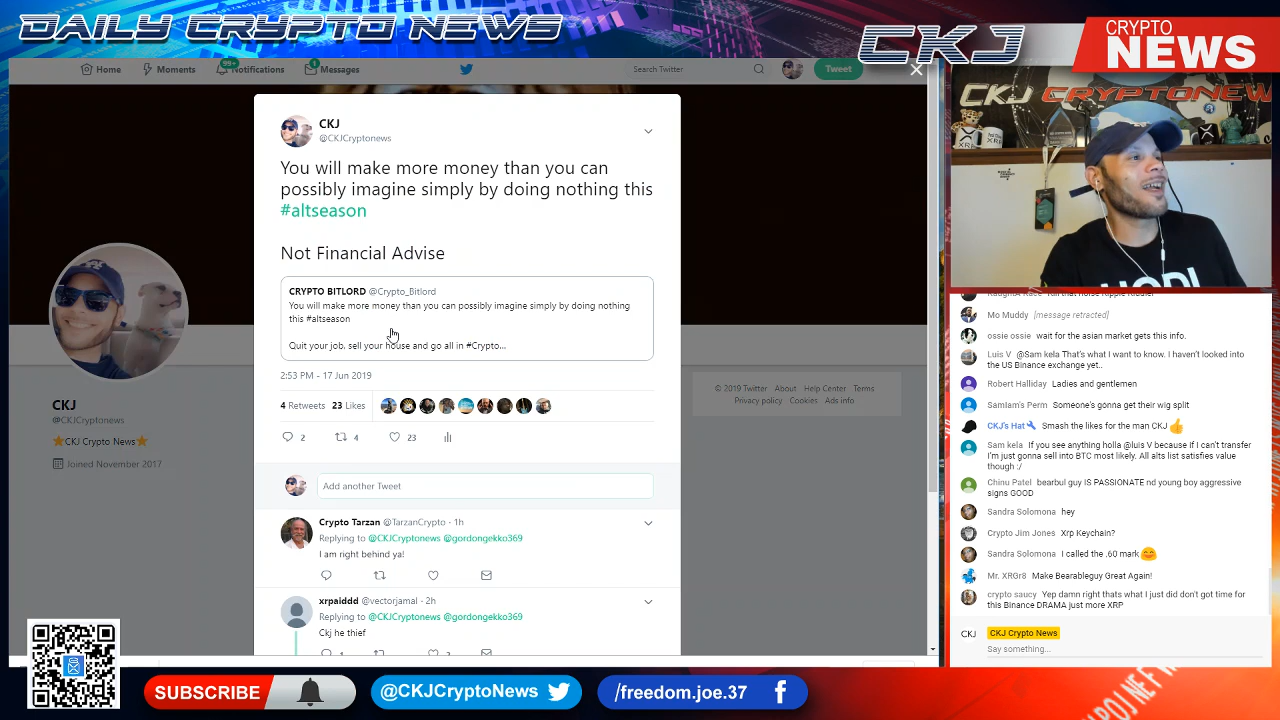 DAILY CRYPTO NEWS
CKJ
CRYPTO
NEWS
Home
Moments
99+
Notifications
1
Messages
Search Twitter
Tweet
CKJ
@CKJCryptonews
You will make more money than you can
possibly imagine simply by doing nothing this
#altseason
Not Financial Advise
CRYPTO BITLORD @Crypto_Bitlord
You will make more money than you can possibly imagine simply by doing nothing
this #altseason
Quit your job, sell your house and go all in #Crypto...
2:53 PM - 17 Jun 2019
4 Retweets 23 Likes
2 4 23
Add another Tweet
Crypto Tarzan @TarzanCrypto · 1h
Replying to @CKJCryptonews @gordongekko369
I am right behind ya!
xrpaiddd @vectorjamal · 2h
Replying to @CKJCryptonews @gordongekko369
Ckj he thief
CKJ
@CKJCryptonews
⭐CKJ Crypto News⭐
Joined November 2017
© 2019 Twitter About Help Center Terms
Privacy policy Cookies Ads info
CKJ CRYPTONEW
XRP
HODL
Mo Muddy [message retracted]
ossie ossie wait for the asian market gets this info.
Luis V @Sam kela That's what I want to know. I haven't looked into
the US Binance exchange yet..
Robert Halliday Ladies and gentlemen
SamIam's Perm Someone's gonna get their wig split
CKJ's Hat Smash the likes for the man CKJ 👍
Sam kela If you see anything holla @luis V because If I can't transfer
I'm just gonna sell into BTC most likely. All alts list satisfies value
though :/
Chinu Patel bearbul guy IS PASSIONATE nd young boy aggressive
signs GOOD
Sandra Solomona hey
Crypto Jim Jones Xrp Keychain?
Sandra Solomona I called the .60 mark 😊
Mr. XRGr8 Make Bearableguy Great Again!
crypto saucy Yep damn right thats what I just did don't got time for
this Binance DRAMA just more XRP
CKJ CKJ Crypto News
Say something...
SUBSCRIBE
@CKJCryptoNews
/freedom.joe.37